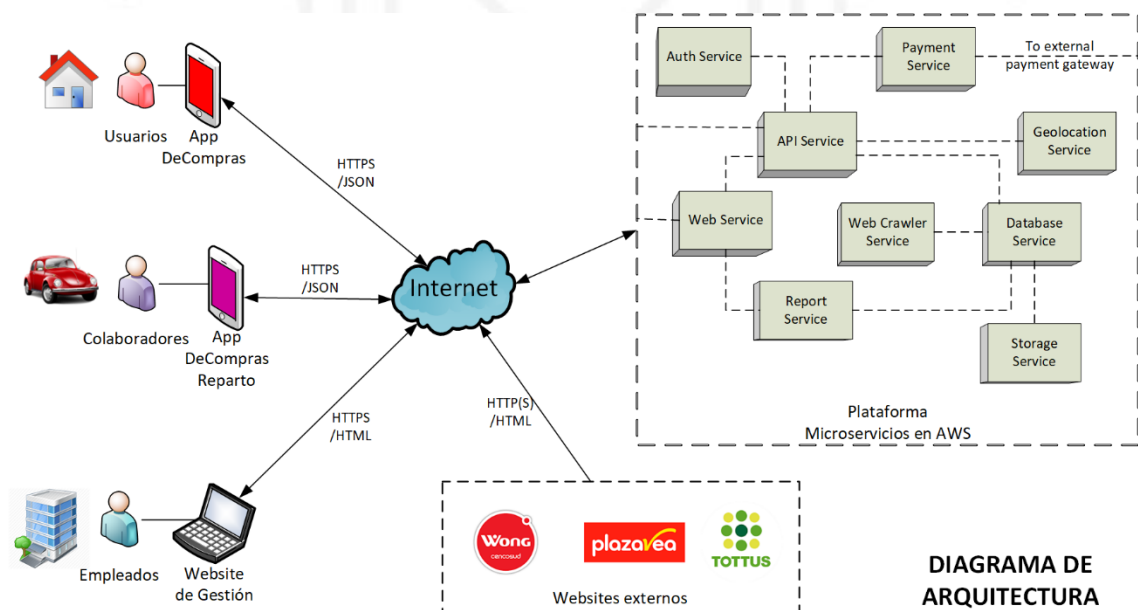 Usuarios
App
DeCompras
HTTPS
/JSON
Colaboradores
App
DeCompras
Reparto
HTTPS
/JSON
Internet
Empleados
Website
de Gestión
HTTPS
/HTML
HTTP(S)
/HTML
Wong
cencosud
plazavea
TOTTUS
Websites externos
Auth Service
Payment
Service
To external
payment gateway
API Service
Geolocation
Service
Web Service
Web Crawler
Service
Database
Service
Report
Service
Storage
Service
Plataforma
Microservicios en AWS
DIAGRAMA DE
ARQUITECTURA